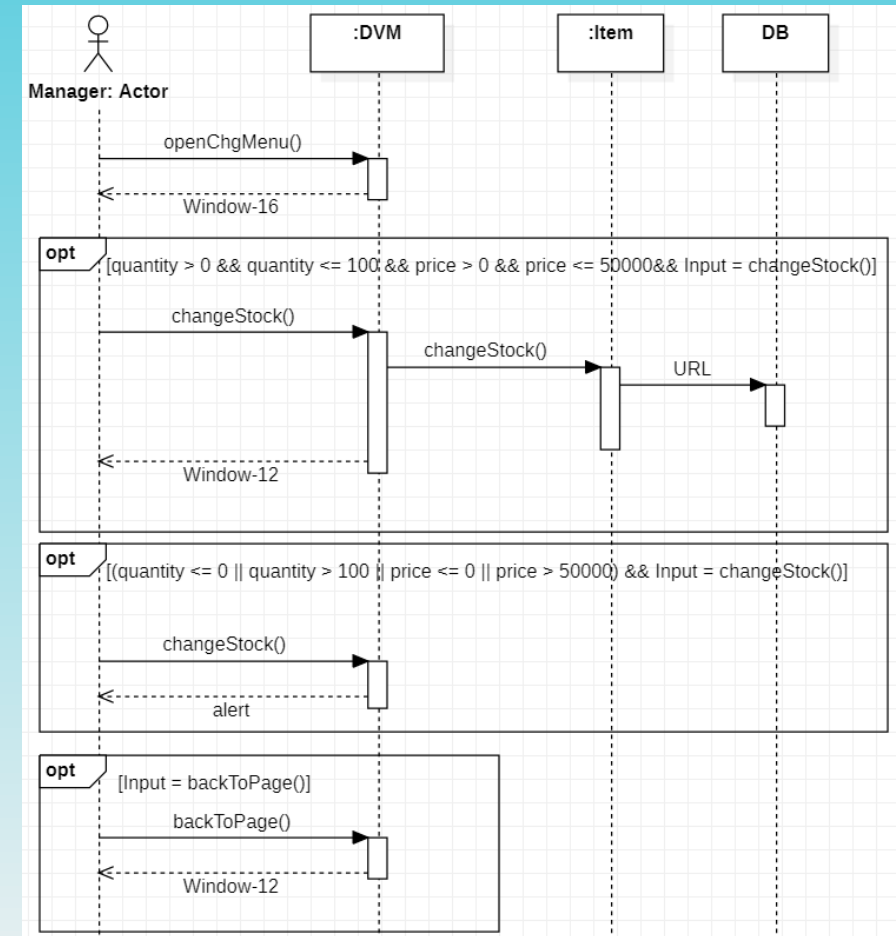 :DVM
:Item
DB
Manager: Actor
openChgMenu()
Window-16
opt
[quantity > 0 && quantity <= 100 && price > 0 && price <= 50000&& Input = changeStock()]
changeStock()
changeStock()
URL
Window-12
opt
[(quantity <= 0 || quantity > 100 || price <= 0 || price > 50000) && Input = changeStock()]
changeStock()
alert
opt
[Input = backToPage()]
backToPage()
Window-12